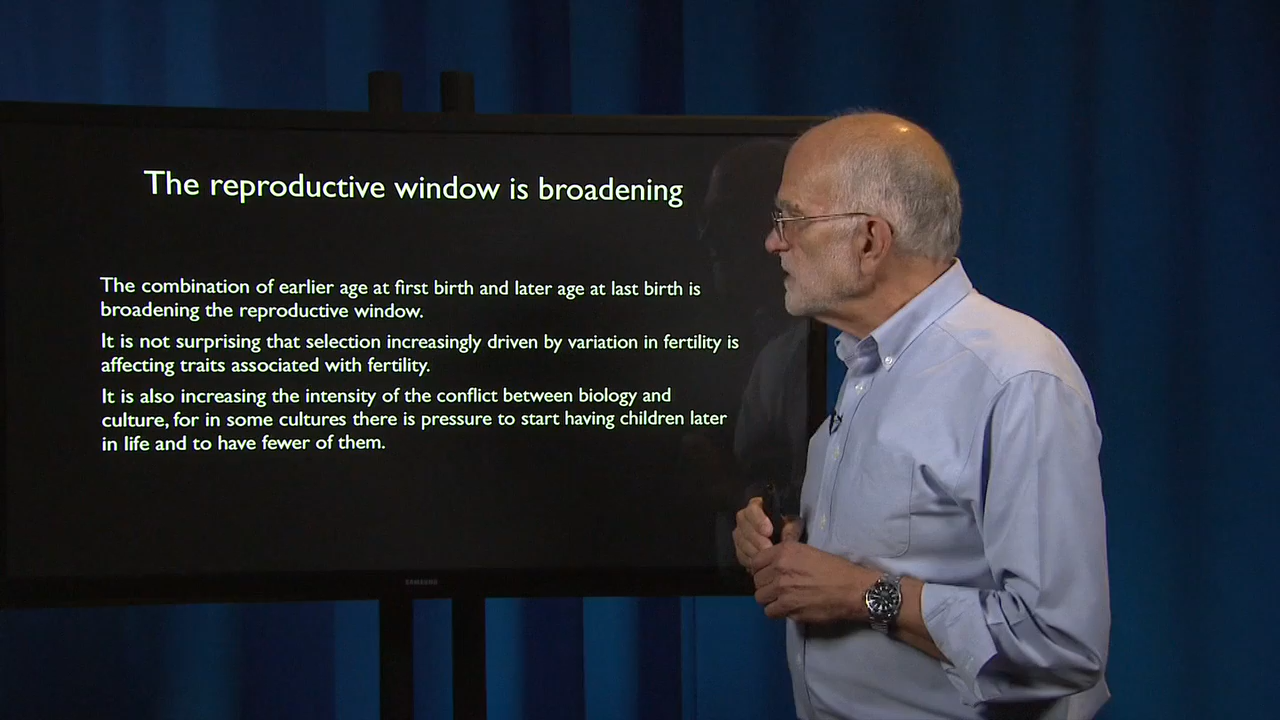 The reproductive window is broadening
The combination of earlier age at first birth and later age at last birth is
broadening the reproductive window.
It is not surprising that selection increasingly driven by variation in fertility is
affecting traits associated with fertility.
It is also increasing the intensity of the conflict between biology and
culture, for in some cultures there is pressure to start having children later
in life and to have fewer of them.
SAMSUNG